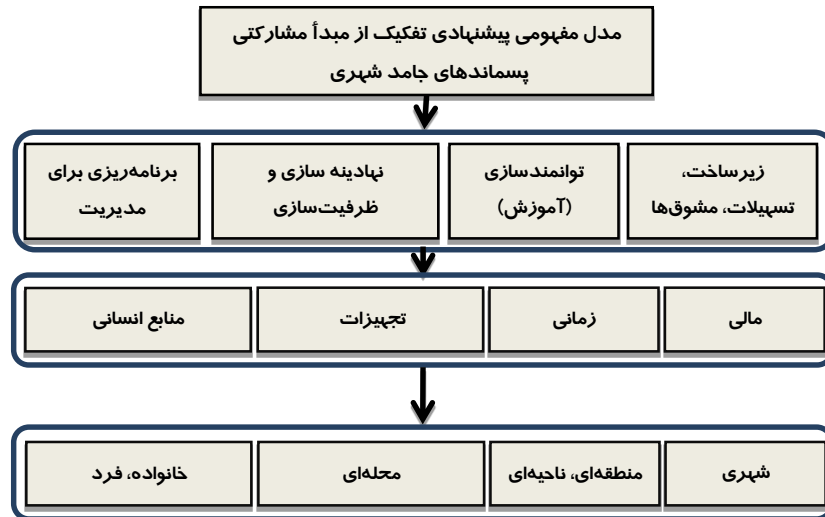 مدل مفهومی پیشنهادی تفکیک از مبدأ مشارکتی
پسماندهای جامد شهری
زیرساخت،
تسهیلات، مشوق‌ها
توانمندسازی
(آموزش)
نهادینه سازی و
ظرفیت‌سازی
برنامه‌ریزی برای
مدیریت
مالی
زمانی
تجهیزات
منابع انسانی
شهری
منطقه‌ای، ناحیه‌ای
محله‌ای
خانواده، فرد